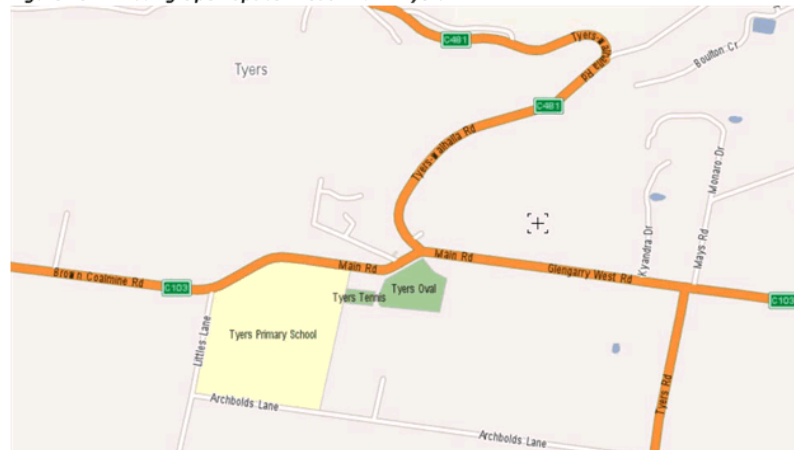 C481
Tyers
C481
Boulton Cr
Tyers-Walhalla Rd
Monaro Dr
Kyandra Dr
Mays Rd
Main Rd
Main Rd
Glengarry West Rd
Brown Coalmine Rd
C103
C103
Tyers Tennis
Tyers Oval
Tyers Primary School
Littles Lane
Tyers Rd
Archbolds Lane
Archbolds Lane